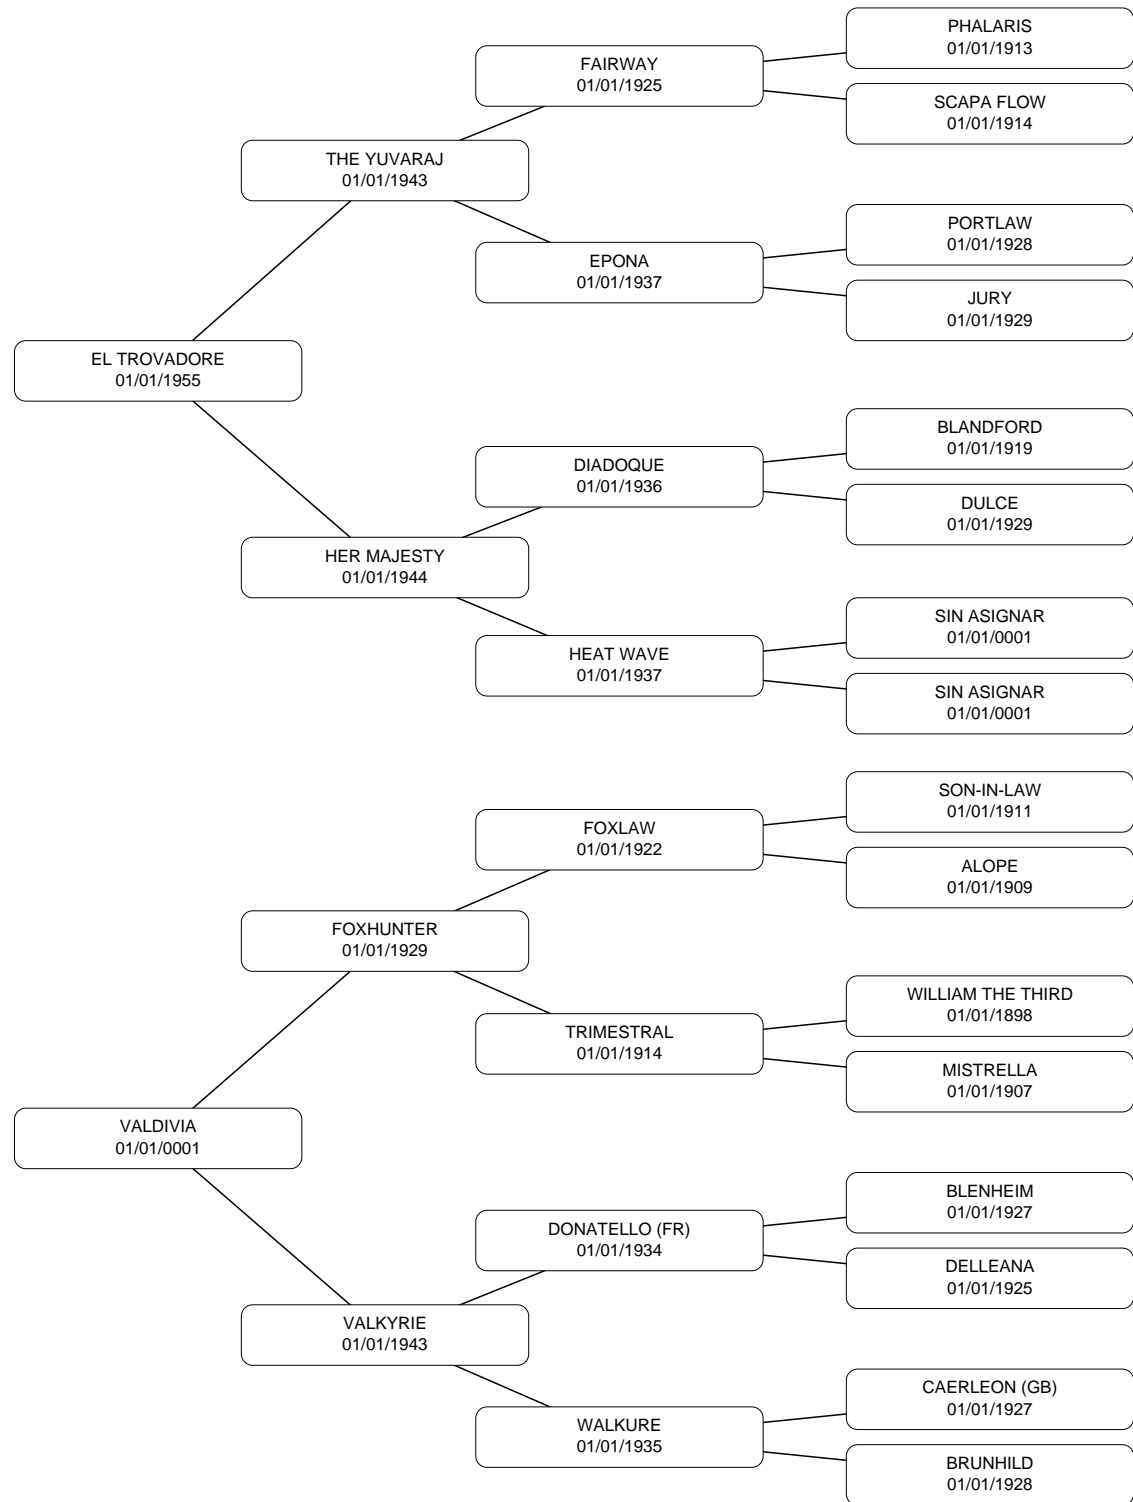 PHALARIS
01/01/1913
FAIRWAY
01/01/1925
SCAPA FLOW
01/01/1914
THE YUVARAJ
01/01/1943
PORTLAW
01/01/1928
EPONA
01/01/1937
JURY
01/01/1929
EL TROVADORE
01/01/1955
BLANDFORD
01/01/1919
DIADOQUE
01/01/1936
DULCE
01/01/1929
HER MAJESTY
01/01/1944
SIN ASIGNAR
01/01/0001
HEAT WAVE
01/01/1937
SIN ASIGNAR
01/01/0001
SON-IN-LAW
01/01/1911
FOXLAW
01/01/1922
ALOPE
01/01/1909
FOXHUNTER
01/01/1929
WILLIAM THE THIRD
01/01/1898
TRIMESTRAL
01/01/1914
MISTRELLA
01/01/1907
VALDIVIA
01/01/0001
BLENHEIM
01/01/1927
DONATELLO (FR)
01/01/1934
DELLEANA
01/01/1925
VALKYRIE
01/01/1943
CAERLEON (GB)
01/01/1927
WALKURE
01/01/1935
BRUNHILD
01/01/1928